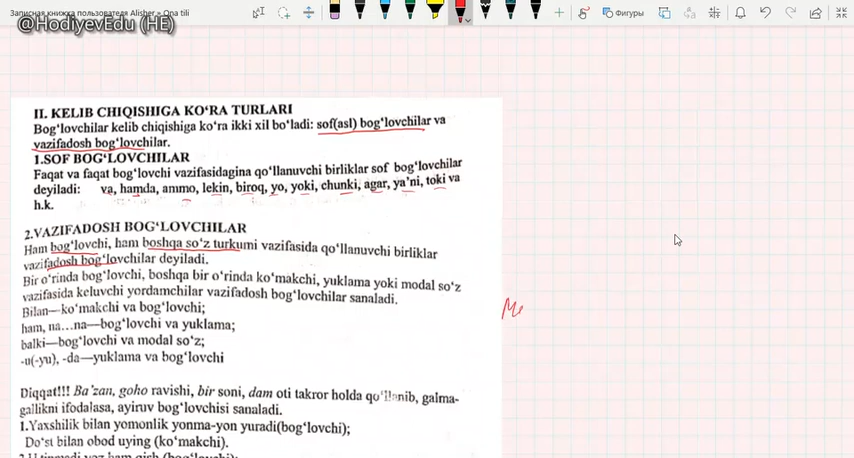 Записная книжка пользователя Alisher » Ona tili
@HodiyevEdu (HE)
Фигуры
II. KELIB CHIQISHIGA KO‘RA TURLARI
Bog‘lovchilar kelib chiqishiga ko‘ra ikki xil bo‘ladi: sof(asl) bog‘lovchilar va
vazifadosh bog‘lovchilar.
1.SOF BOG‘LOVCHILAR
Faqat va faqat bog‘lovchi vazifasidagina qo‘llanuvchi birliklar sof bog‘lovchilar
deyiladi: va, hamda, ammo, lekin, biroq, yo, yoki, chunki, agar, ya’ni, toki va
h.k.
2.VAZIFADOSH BOG‘LOVCHILAR
Ham bog‘lovchi, ham boshqa so‘z turkumi vazifasida qo‘llanuvchi birliklar
vazifadosh bog‘lovchilar deyiladi.
Bir o‘rinda bog‘lovchi, boshqa bir o‘rinda ko‘makchi, yuklama yoki modal so‘z
vazifasida keluvchi yordamchilar vazifadosh bog‘lovchilar sanaladi.
Bilan—ko‘makchi va bog‘lovchi;
ham, na...na—bog‘lovchi va yuklama;
balki—bog‘lovchi va modal so‘z;
-u(-yu), -da—yuklama va bog‘lovchi
Me
Diqqat!!! Ba’zan, goho ravishi, bir soni, dam oti takror holda qo‘llanib, galma-
gallikni ifodalasa, ayiruv bog‘lovchisi sanaladi.
1.Yaxshilik bilan yomonlik yonma-yon yuradi(bog‘lovchi);
Do‘st bilan obod uying (ko‘makchi).